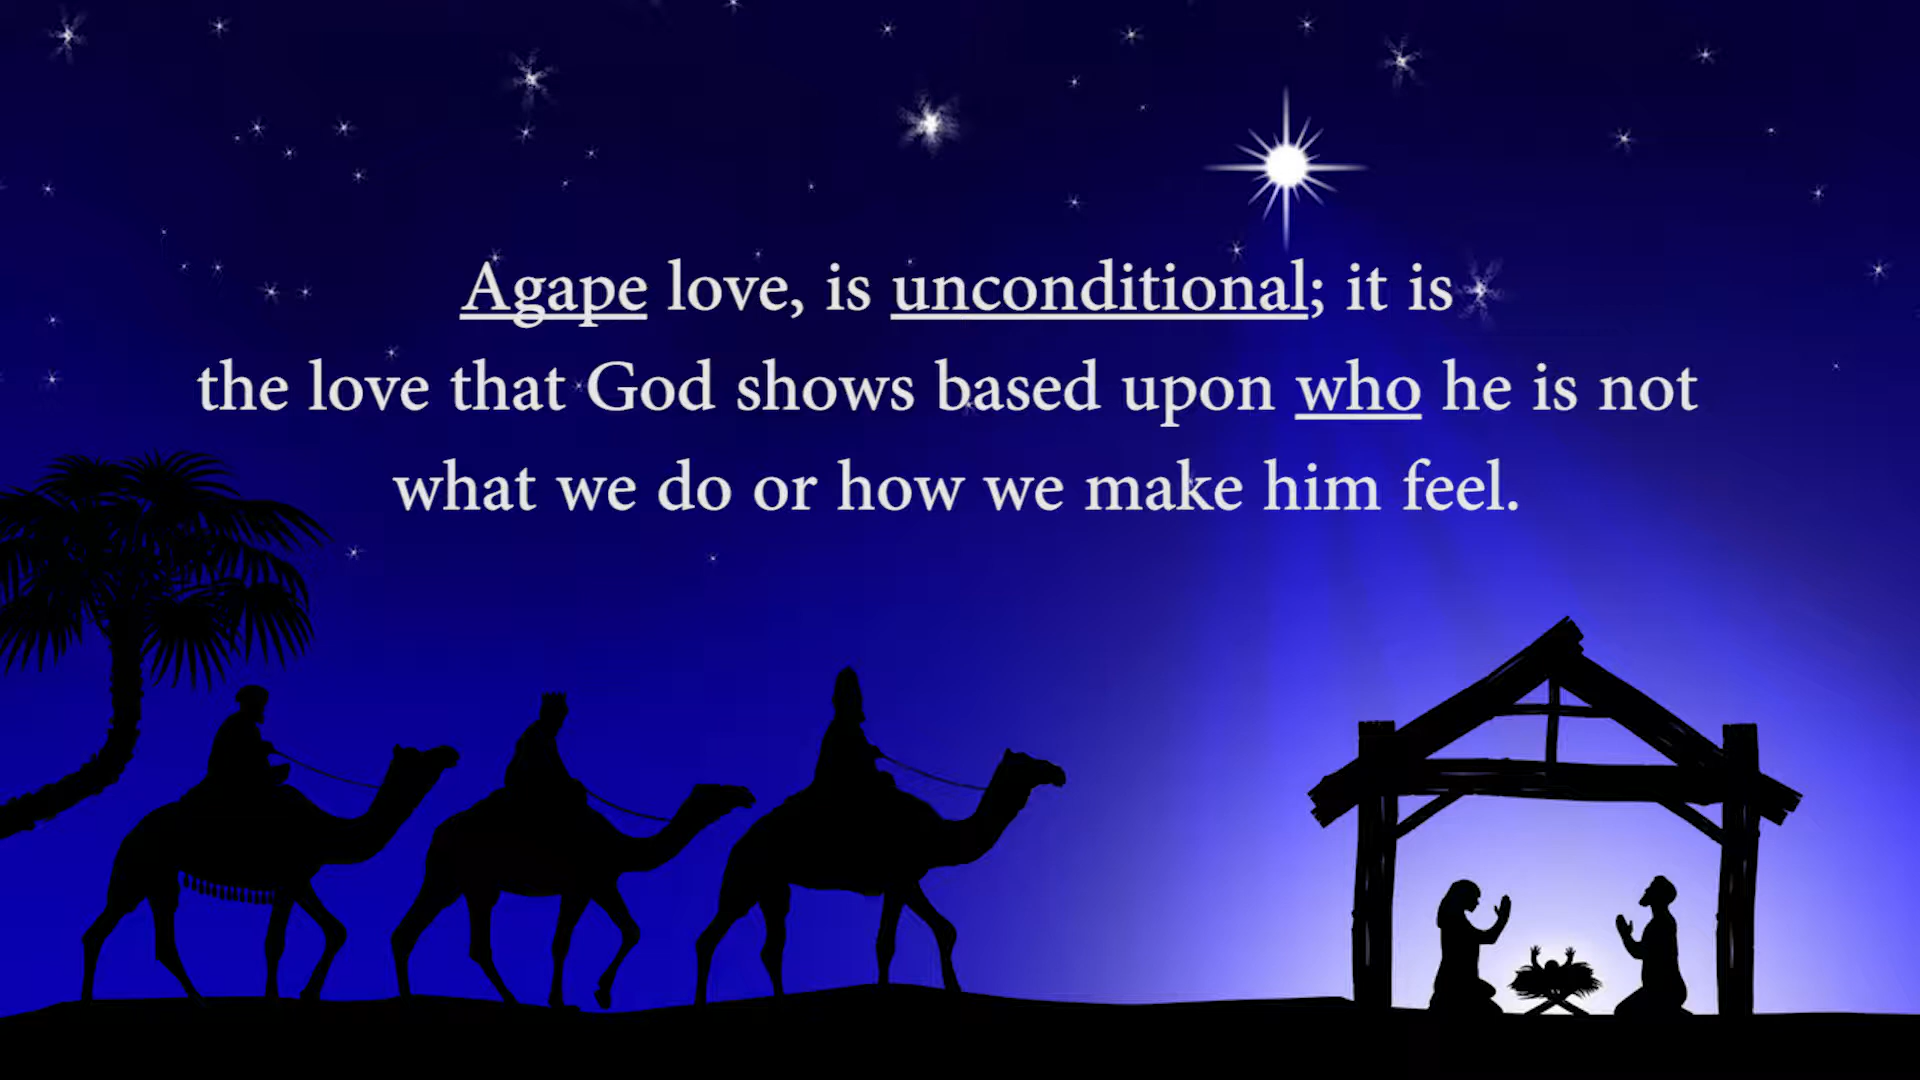 Agape love, is unconditional; it is
the love that God shows based upon who he is not
what we do or how we make him feel.